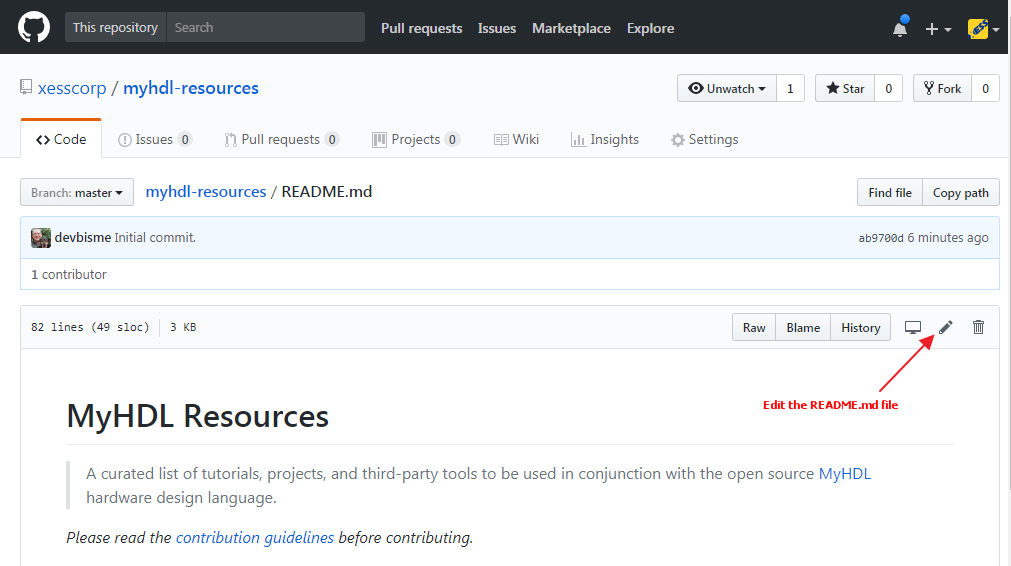 This repository Search Pull requests Issues Marketplace Explore
xesscorp / myhdl-resources Unwatch 1 Star 0 Fork 0
Code Issues 0 Pull requests 0 Projects 0 Wiki Insights Settings
Branch: master myhdl-resources / README.md Find file Copy path
devbisme Initial commit. ab9700d 6 minutes ago
1 contributor
82 lines (49 sloc) 3 KB Raw Blame History
Edit the README.md file
MyHDL Resources
A curated list of tutorials, projects, and third-party tools to be used in conjunction with the open source MyHDL
hardware design language.
Please read the contribution guidelines before contributing.